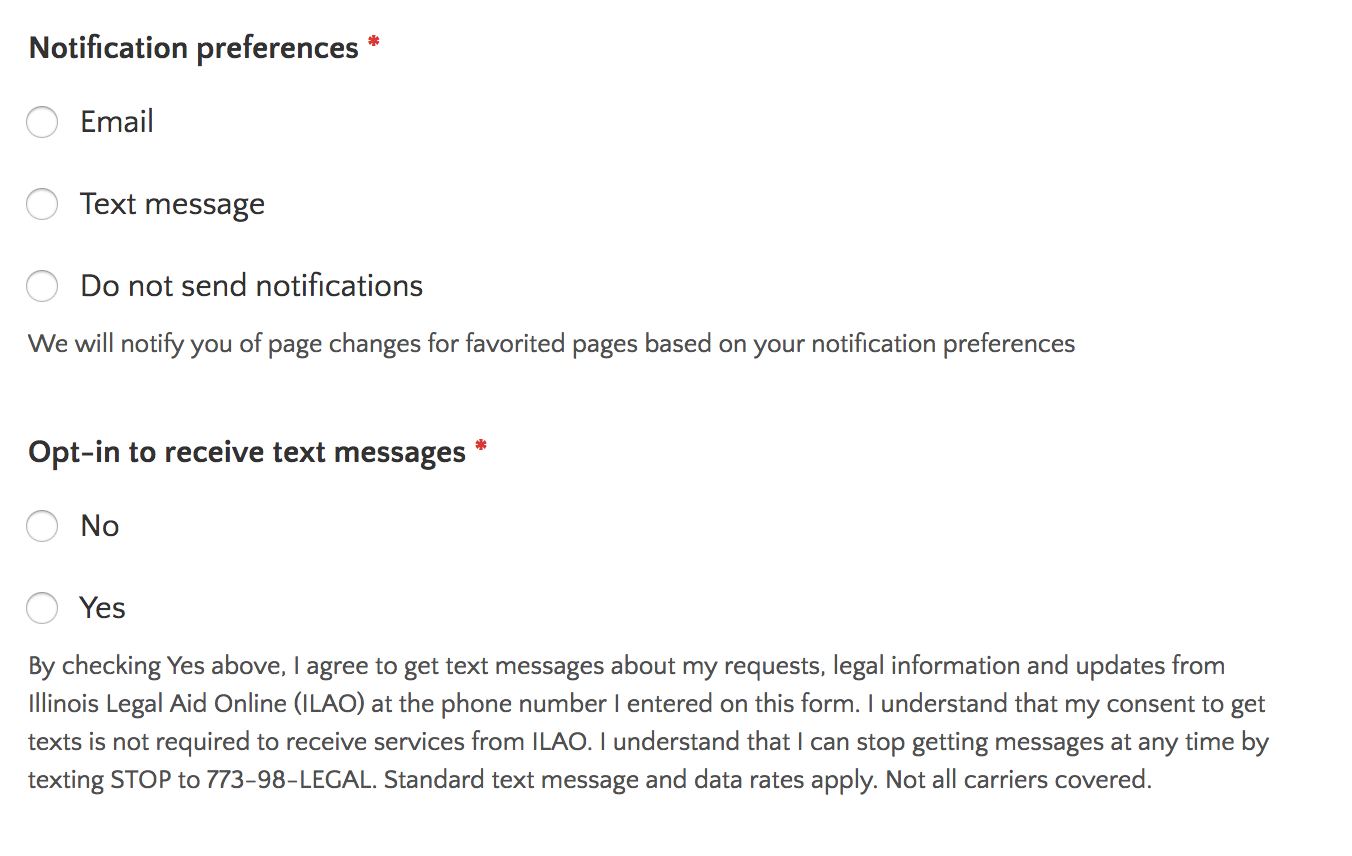 Notification preferences *
Email
Text message
Do not send notifications
We will notify you of page changes for favorited pages based on your notification preferences
Opt-in to receive text messages *
No
Yes
By checking Yes above, I agree to get text messages about my requests, legal information and updates from
Illinois Legal Aid Online (ILAO) at the phone number I entered on this form. I understand that my consent to get
texts is not required to receive services from ILAO. I understand that I can stop getting messages at any time by
texting STOP to 773-98-LEGAL. Standard text message and data rates apply. Not all carriers covered.